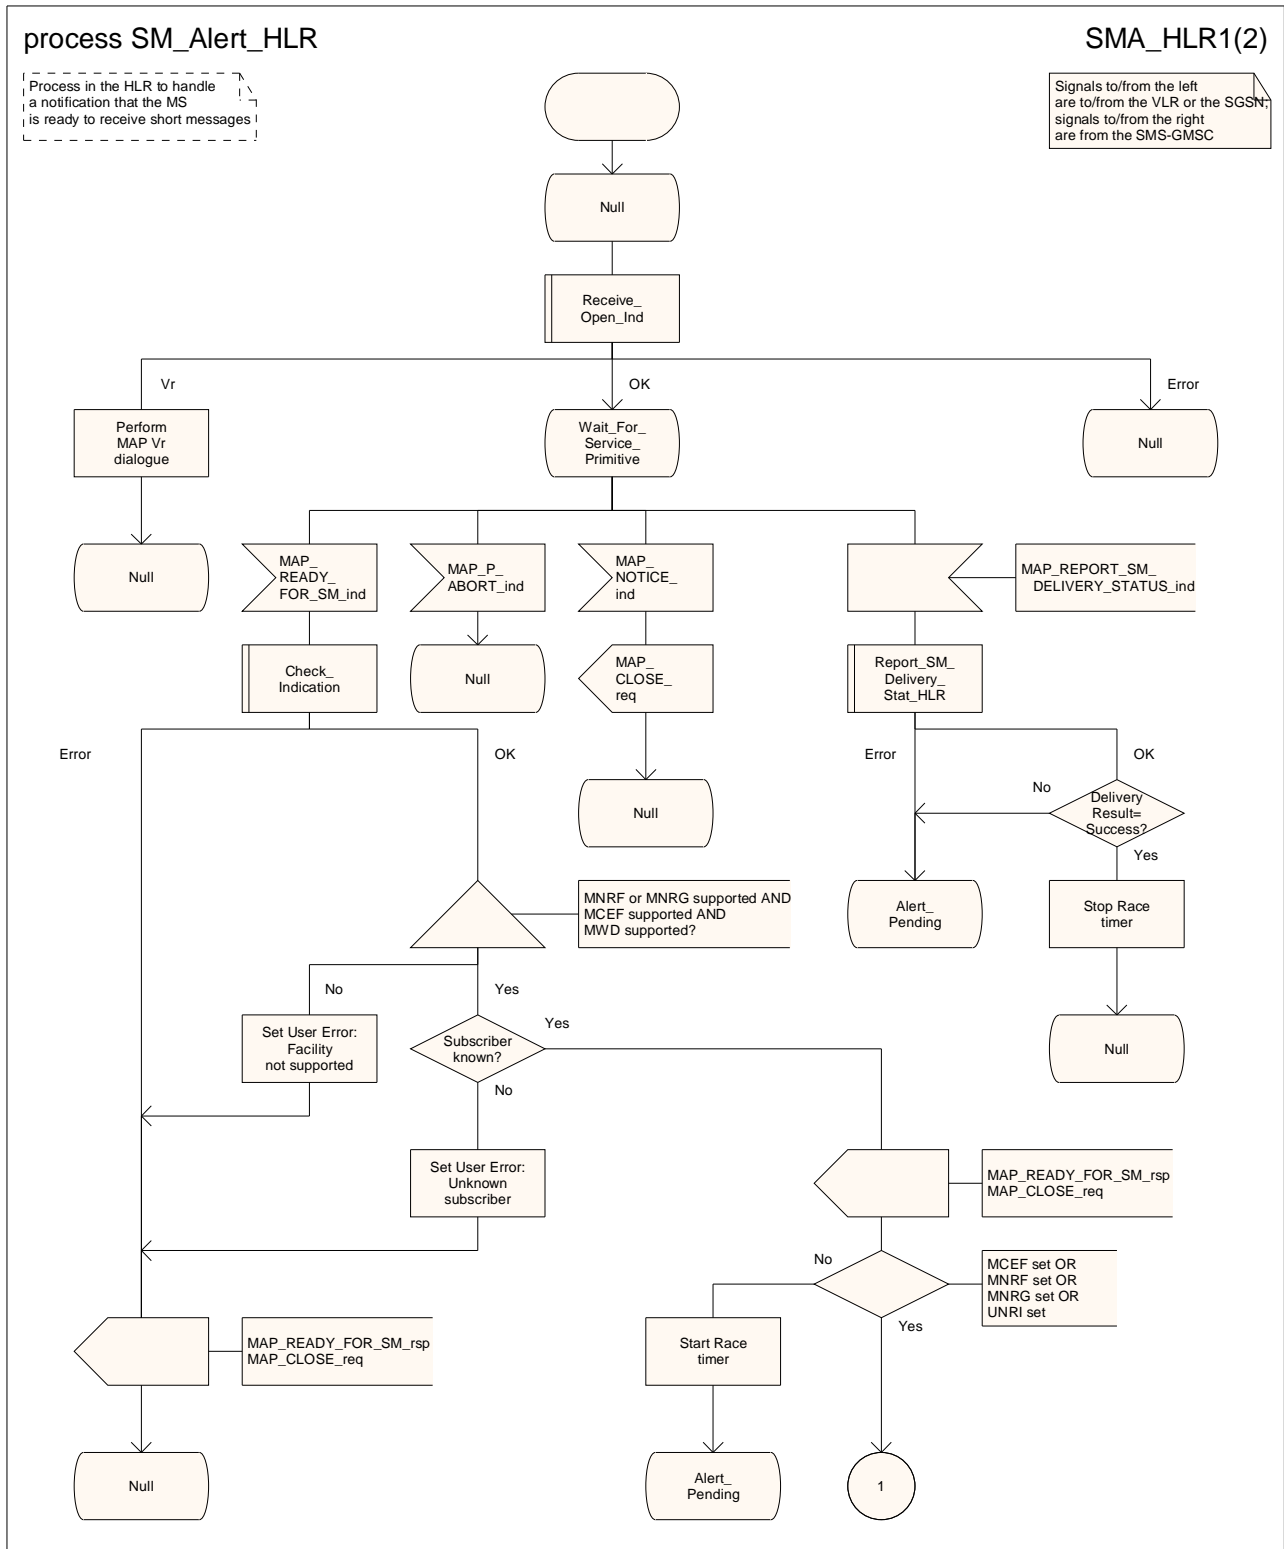 process SM_Alert_HLR
SMA_HLR1(2)
Process in the HLR to handle
a notification that the MS
is ready to receive short messages
Signals to/from the left
are to/from the VLR or the SGSN;
signals to/from the right
are from the SMS-GMSC
Null
Receive_
Open_Ind
Vr
OK
Error
Perform
MAP Vr
dialogue
Wait_For_
Service_
Primitive
Null
Null
MAP_
READY_
FOR_SM_ind
MAP_P_
ABORT_ind
MAP_
NOTICE_
ind
MAP_REPORT_SM_
DELIVERY_STATUS_ind
Check_
Indication
Null
MAP_
CLOSE_
req
Report_SM_
Delivery_
Stat_HLR
Error
OK
Error
OK
Null
No
Delivery
Result=
Success?
Yes
MNRF or MNRG supported AND
MCEF supported AND
MWD supported?
Alert_
Pending
Stop Race
timer
No
Yes
Set User Error:
Facility
not supported
Subscriber
known?
Yes
No
Null
Set User Error:
Unknown
subscriber
MAP_READY_FOR_SM_rsp
MAP_CLOSE_req
No
MCEF set OR
MNRF set OR
MNRG set OR
UNRI set
Yes
MAP_READY_FOR_SM_rsp
MAP_CLOSE_req
Start Race
timer
Null
Alert_
Pending
1